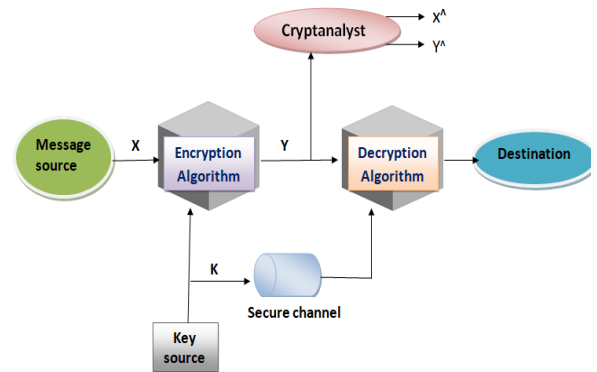 Cryptanalyst
X^
Y^
Message
source
X
Encryption
Algorithm
Y
Decryption
Algorithm
Destination
K
Secure channel
Key
source